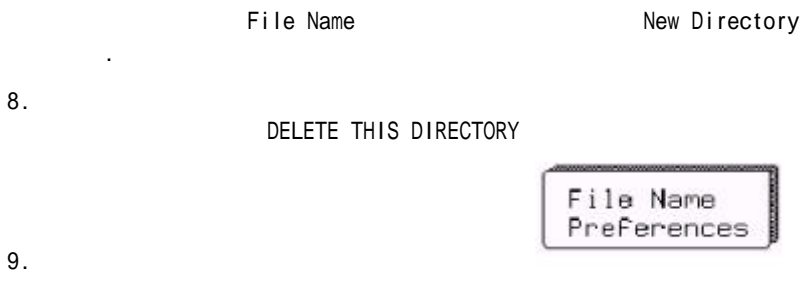 File Name New Directory
.
8.
DELETE THIS DIRECTORY
File Name
Preferences
9.